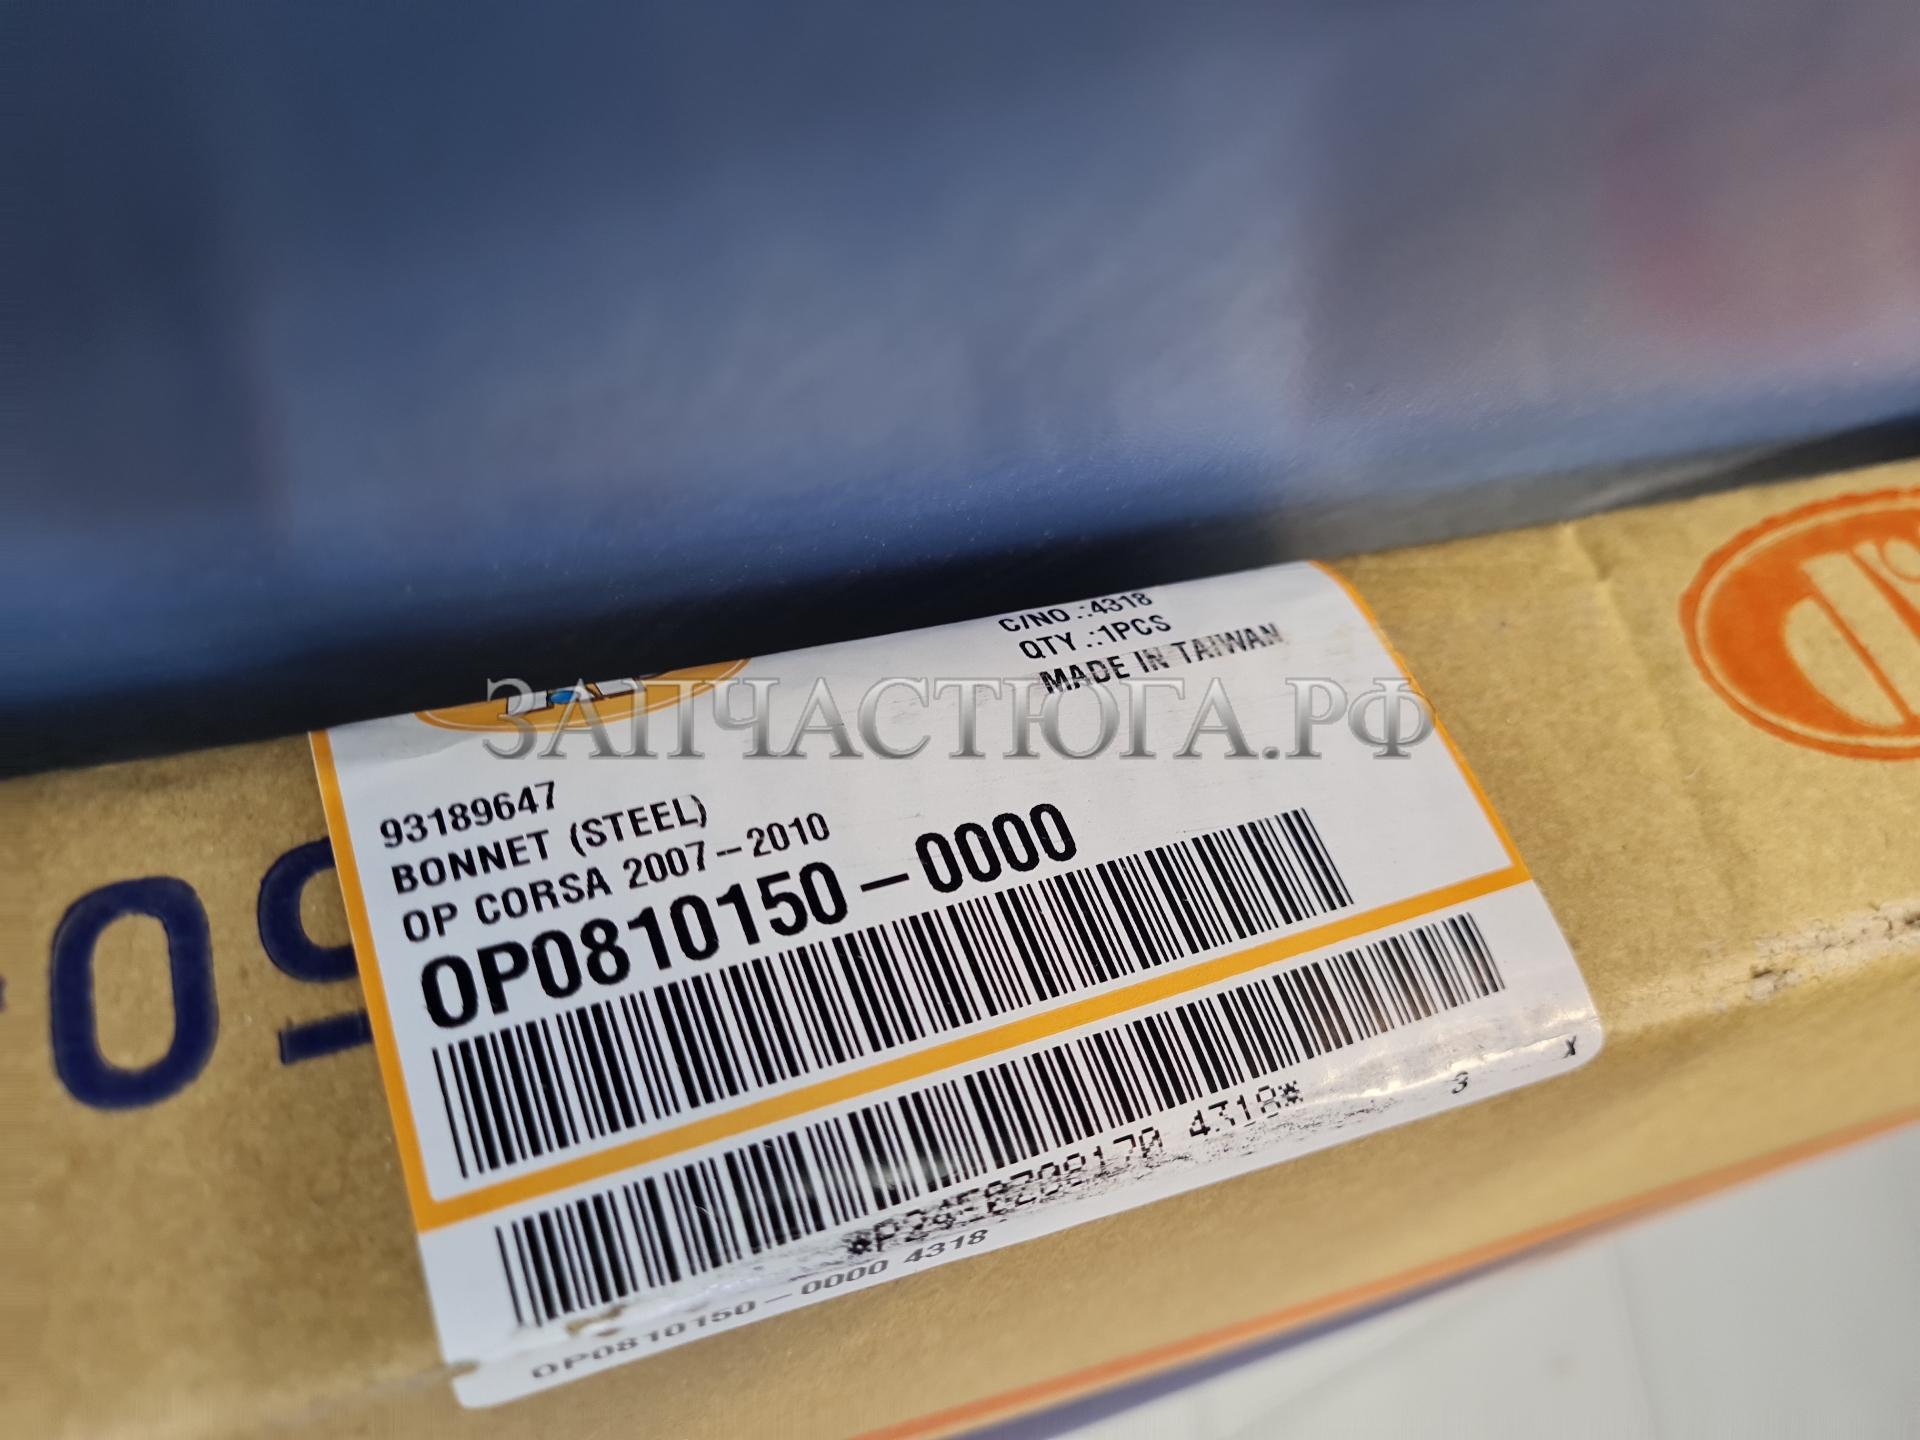 C/NO.:4318
QTY.:1PCS
MADE IN TAIWAN
ЗАПЧАСТЮГА.РФ
93189647
BONNET (STEEL)
OP CORSA 2007-2010
OP0810150-0000
4318*
3
X
OP0810150-0000 4318